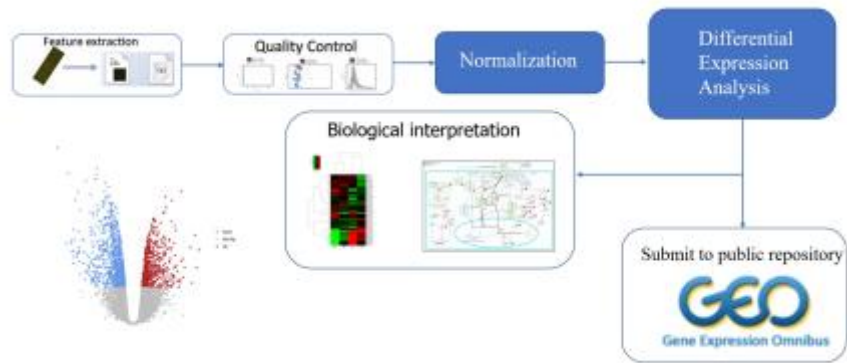 Feature extraction
Quality Control
Normalization
Differential
Expression
Analysis
Biological interpretation
Submit to public repository
GEO
Gene Expression Omnibus